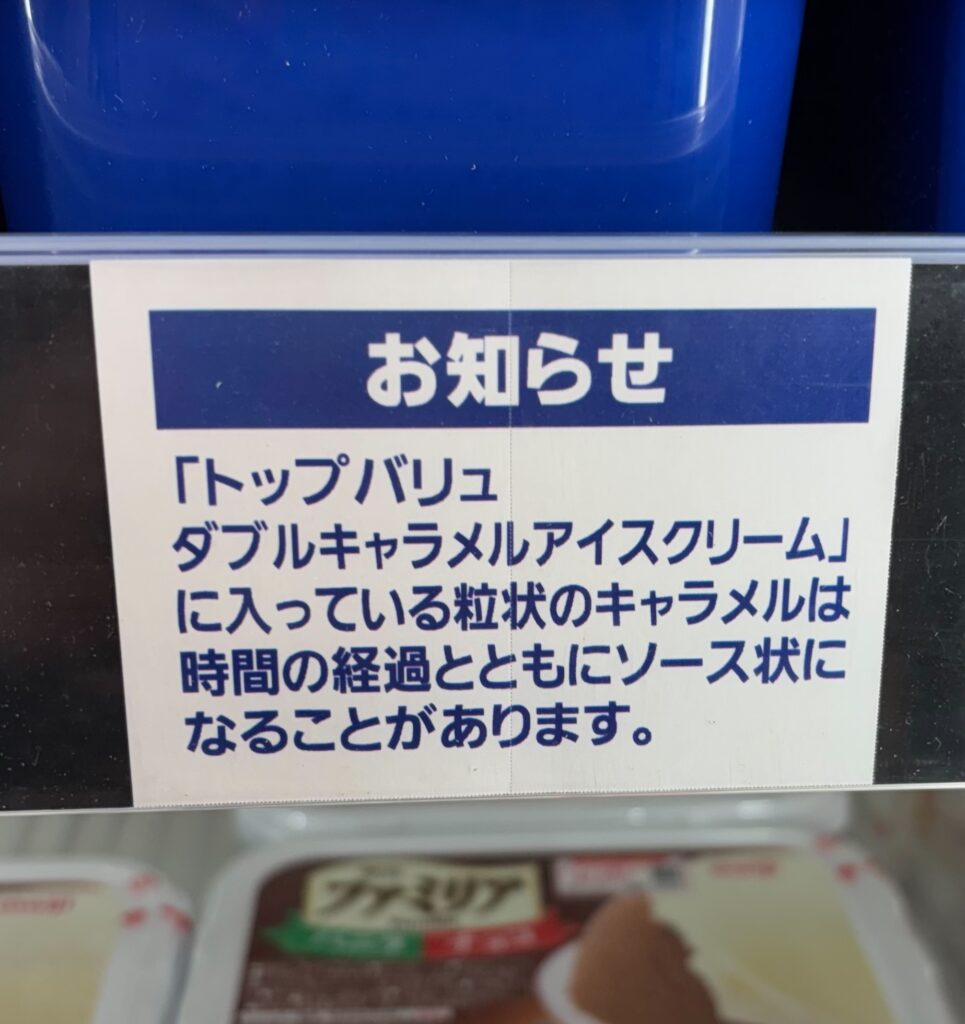 お知らせ
「トップバリュ
ダブルキャラメルアイスクリーム」
に入っている粒状のキャラメルは
時間の経過とともにソース状に
なることがあります。
ファミリア